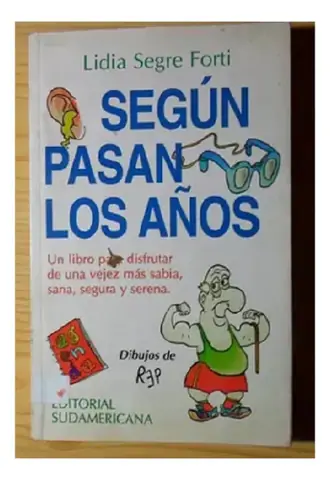 Lidia Segre Forti
SEGÚN
PASAN
LOS AÑOS
Un libro para disfrutar
de una vejez más sabia,
sana, segura y serena.
Dibujos de
REP
EDITORIAL
SUDAMERICANA